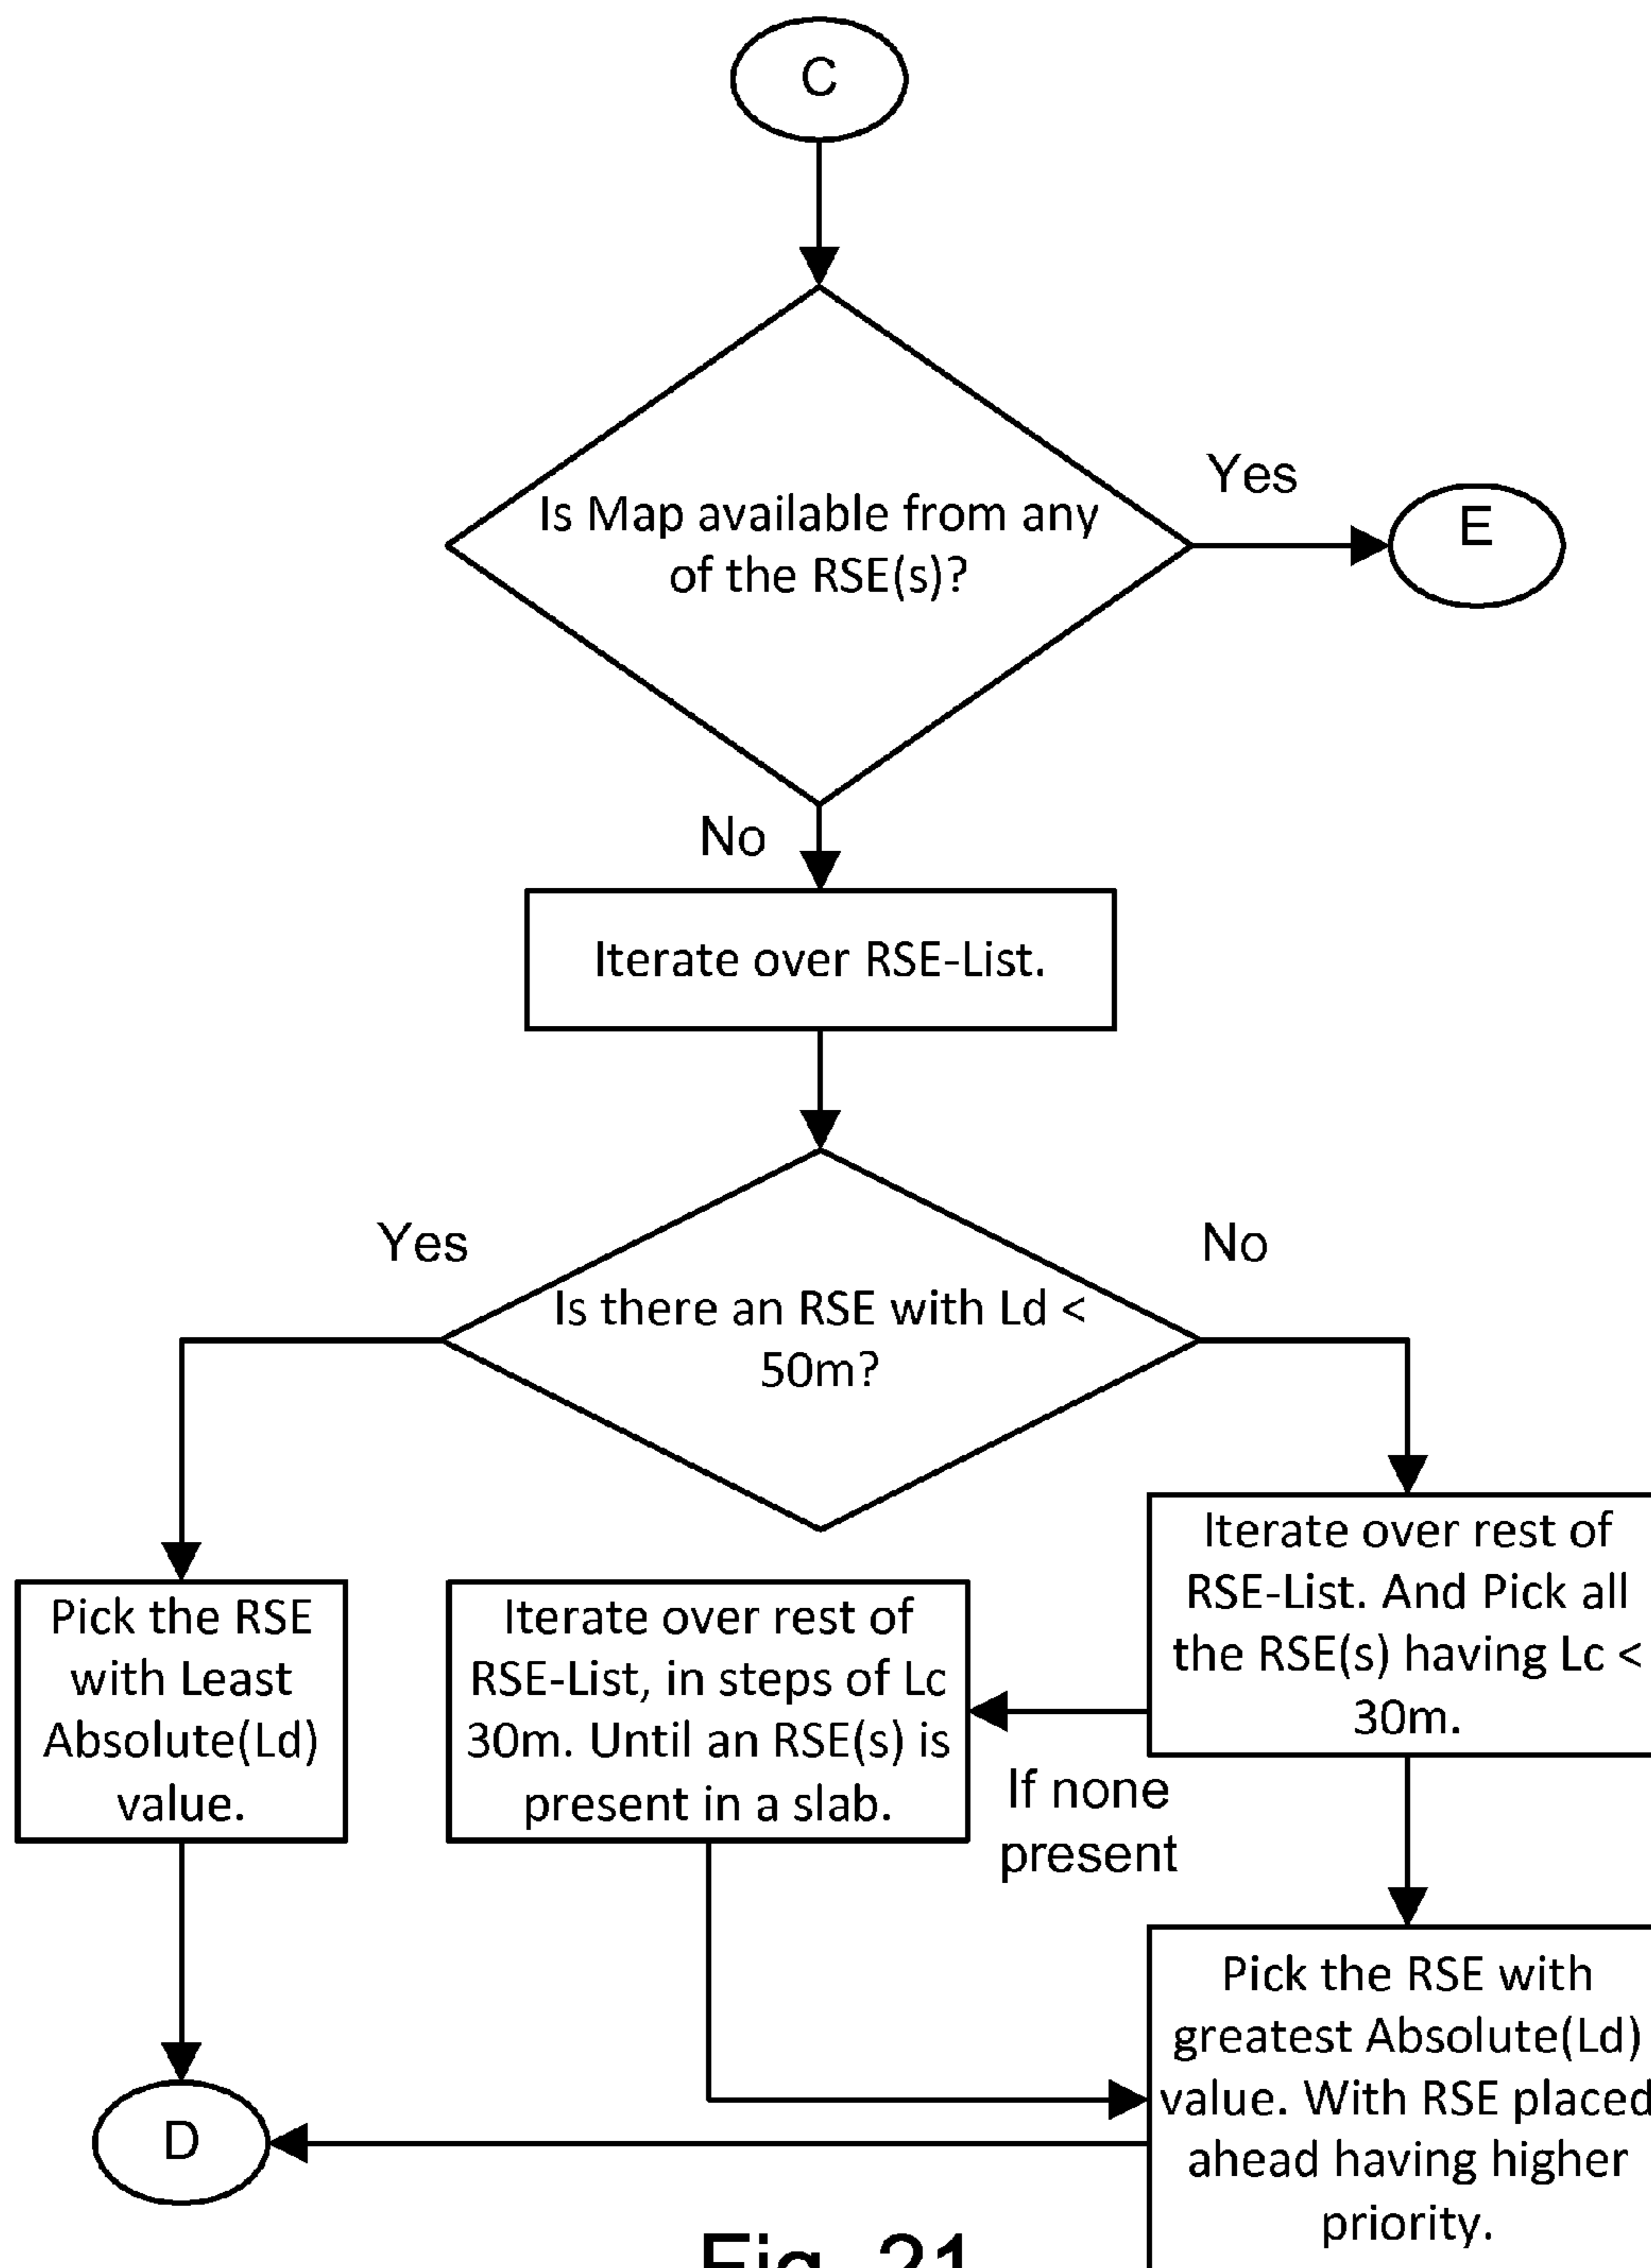 C
Is Map available from any
of the RSE(s)?
Yes
E
No
Iterate over RSE-List.
Yes
No
Is there an RSE with Ld <
50m?
Iterate over rest of
RSE-List. And Pick all
the RSE(s) having Lc <
30m.
Pick the RSE
with Least
Absolute(Ld)
value.
Iterate over rest of
RSE-List, in steps of Lc
30m. Until an RSE(s) is
present in a slab.
If none
present
Pick the RSE with
greatest Absolute(Ld)
value. With RSE placed
ahead having higher
priority.
D
Fig. 21